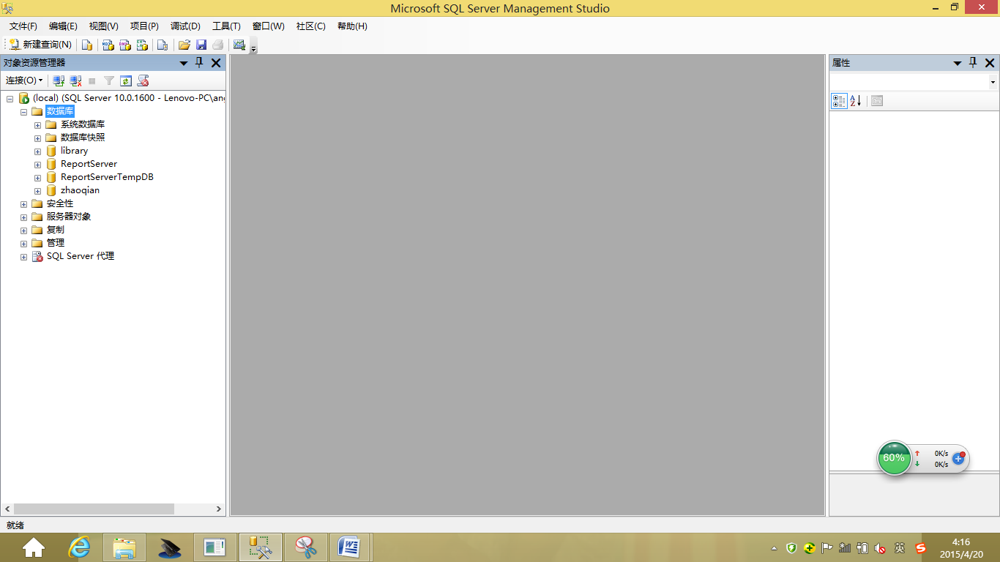 Microsoft SQL Server Management Studio
文件(F) 编辑(E) 视图(V) 项目(P) 调试(D) 工具(T) 窗口(W) 社区(C) 帮助(H)
新建查询(N)
对象资源管理器
连接(O)
(local) (SQL Server 10.0.1600 - Lenovo-PC\an
数据库
系统数据库
数据库快照
library
ReportServer
ReportServerTempDB
zhaoqian
安全性
服务器对象
复制
管理
SQL Server 代理
属性
60%
0K/s
0K/s
就绪
英
4:16
2015/4/20